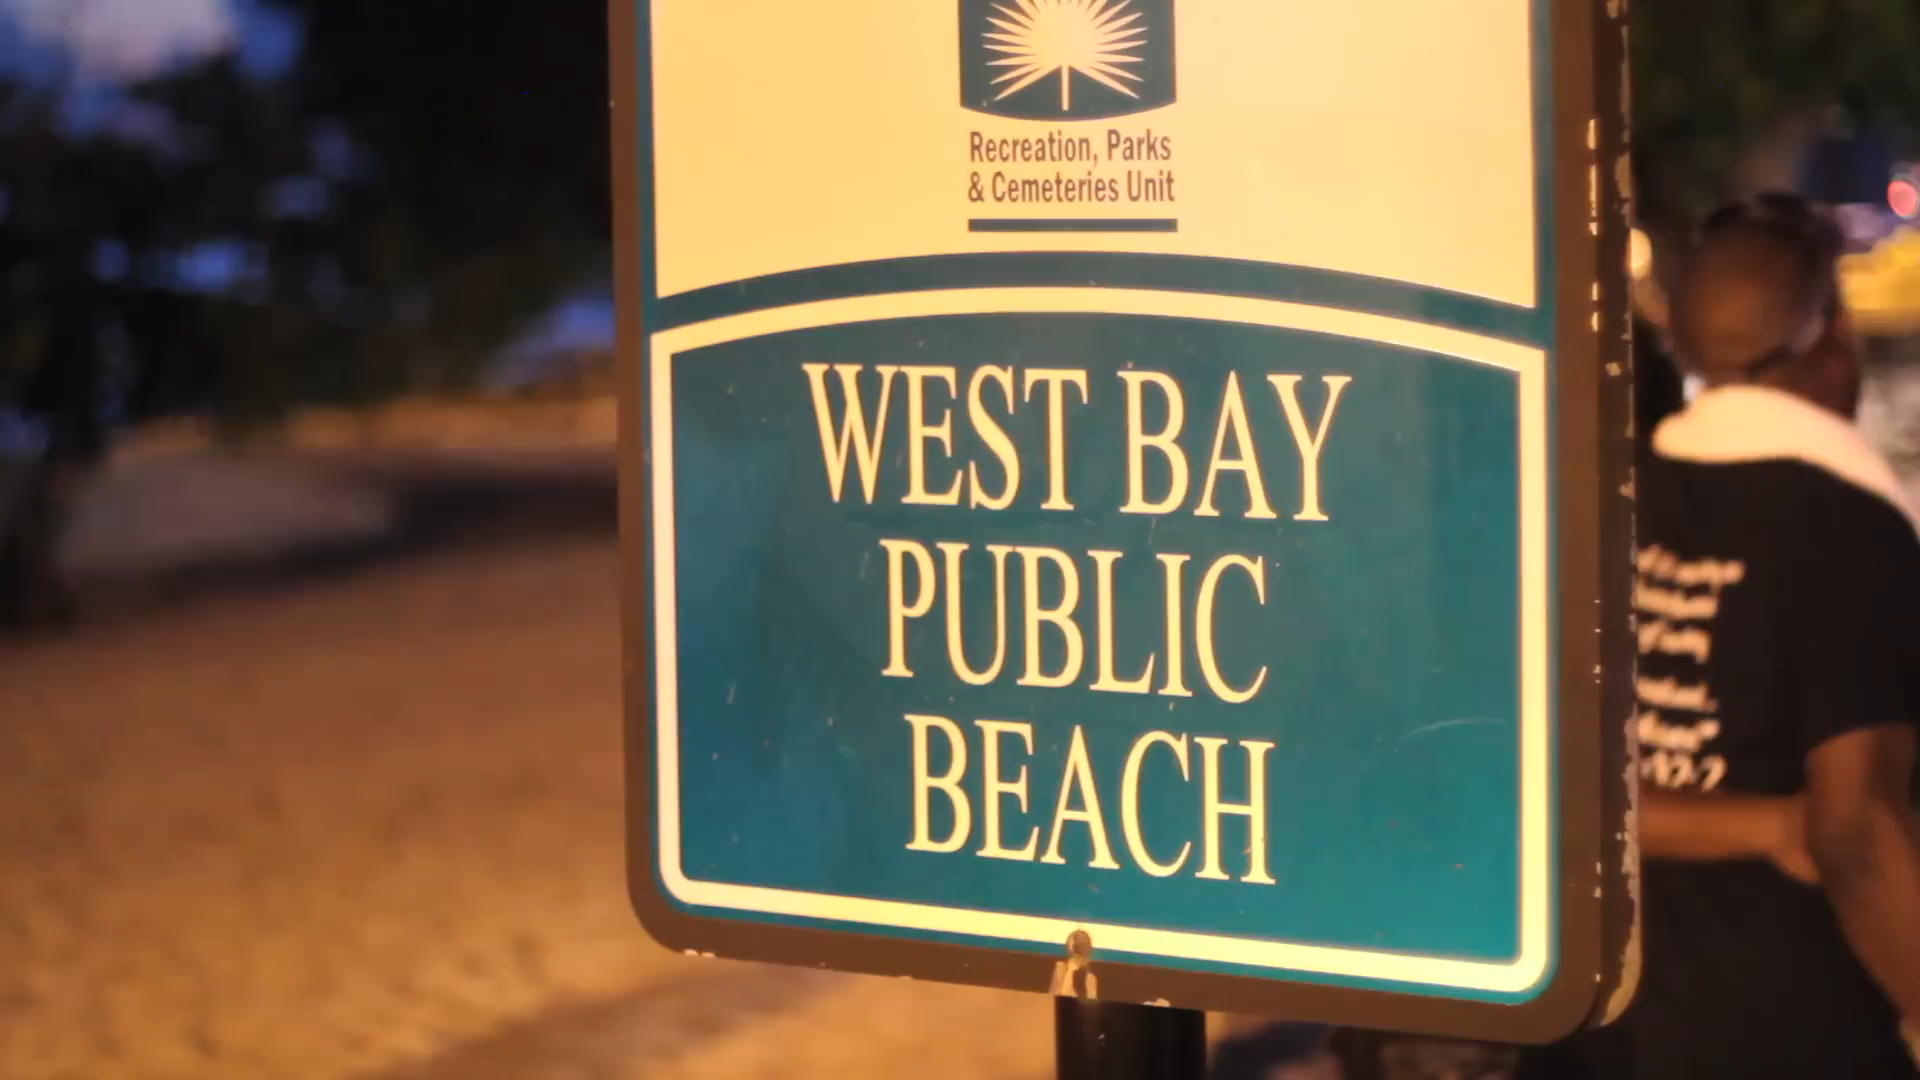 Recreation, Parks
& Cemeteries Unit
WEST BAY
PUBLIC
BEACH